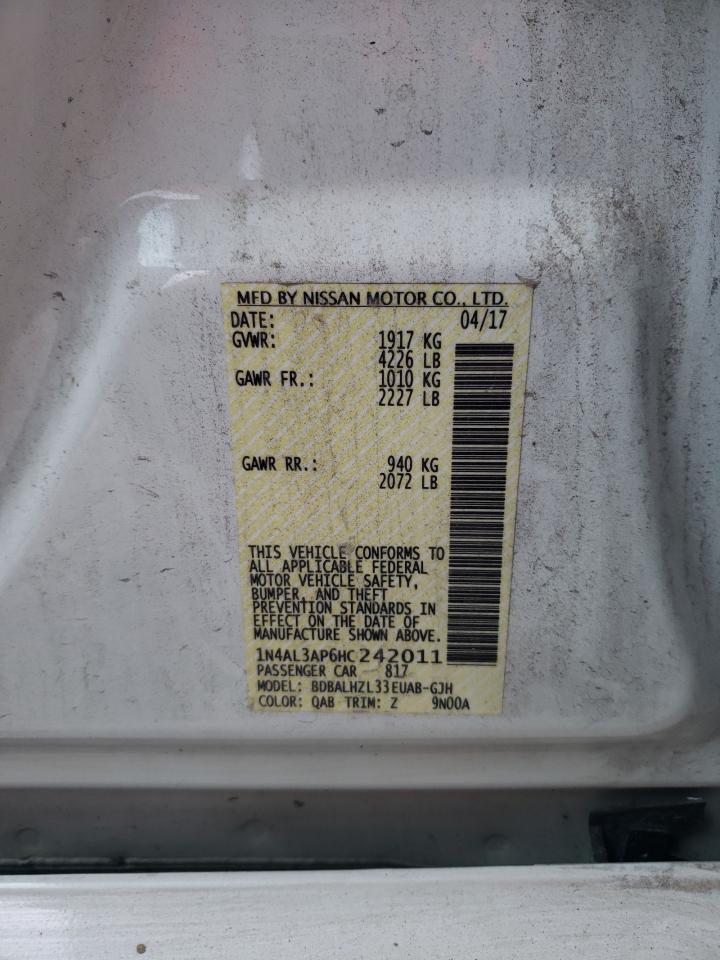 MFD BY NISSAN MOTOR CO., LTD.
DATE: 04/17
GVWR: 1917 KG
4226 LB
GAWR FR.: 1010 KG
2227 LB
GAWR RR.: 940 KG
2072 LB
THIS VEHICLE CONFORMS TO
ALL APPLICABLE FEDERAL
MOTOR VEHICLE SAFETY,
BUMPER, AND THEFT
PREVENTION STANDARDS IN
EFFECT ON THE DATE OF
MANUFACTURE SHOWN ABOVE.
1N4AL3AP6HC242011
PASSENGER CAR 817
MODEL: BDBALHZL33EUAB-GJH
COLOR: QAB TRIM: Z 9N00A